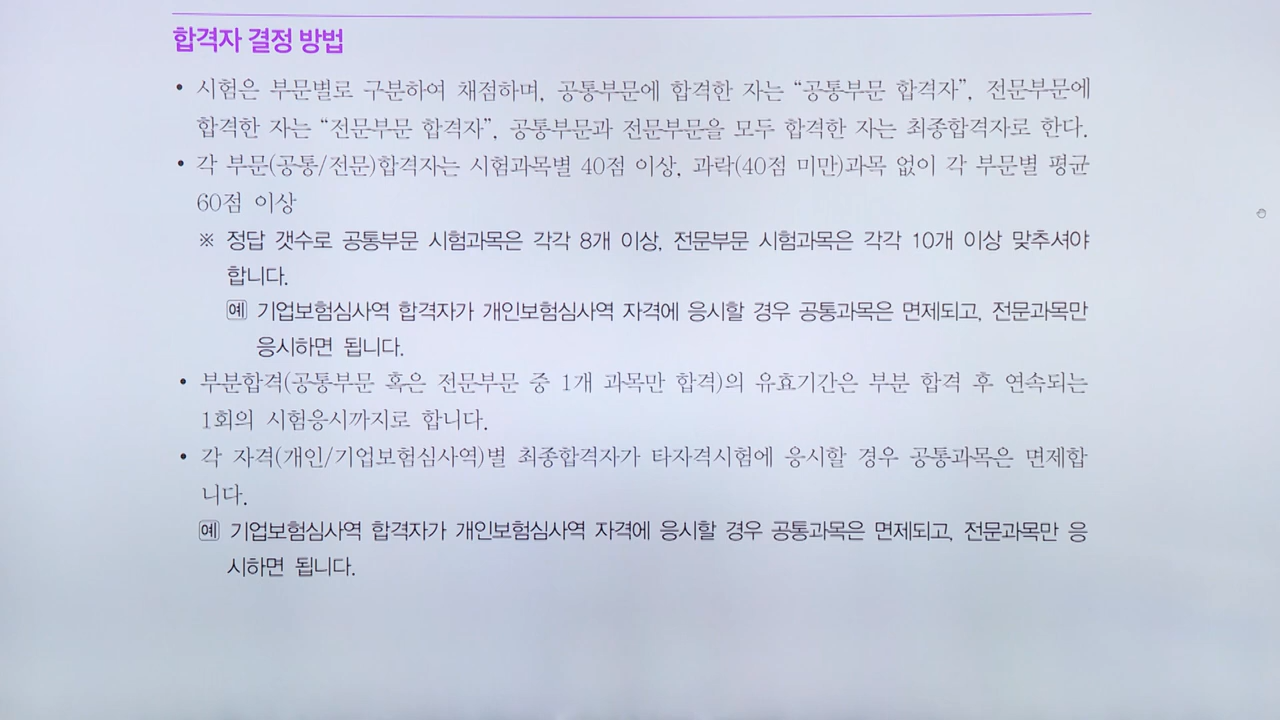 합격자 결정 방법
• 시험은 부문별로 구분하여 채점하며, 공통부문에 합격한 자는 “공통부문 합격자”, 전문부문에
합격한 자는 “전문부문 합격자”, 공통부문과 전문부문을 모두 합격한 자는 최종합격자로 한다.
• 각 부문(공통/전문)합격자는 시험과목별 40점 이상, 과락(40점 미만)과목 없이 각 부문별 평균
60점 이상
※ 정답 갯수로 공통부문 시험과목은 각각 8개 이상, 전문부문 시험과목은 각각 10개 이상 맞추셔야
합니다.
예 기업보험심사역 합격자가 개인보험심사역 자격에 응시할 경우 공통과목은 면제되고, 전문과목만
응시하면 됩니다.
• 부분합격(공통부문 혹은 전문부문 중 1개 과목만 합격)의 유효기간은 부분 합격 후 연속되는
1회의 시험응시까지로 합니다.
• 각 자격(개인/기업보험심사역)별 최종합격자가 타자격시험에 응시할 경우 공통과목은 면제합
니다.
예 기업보험심사역 합격자가 개인보험심사역 자격에 응시할 경우 공통과목은 면제되고, 전문과목만 응
시하면 됩니다.